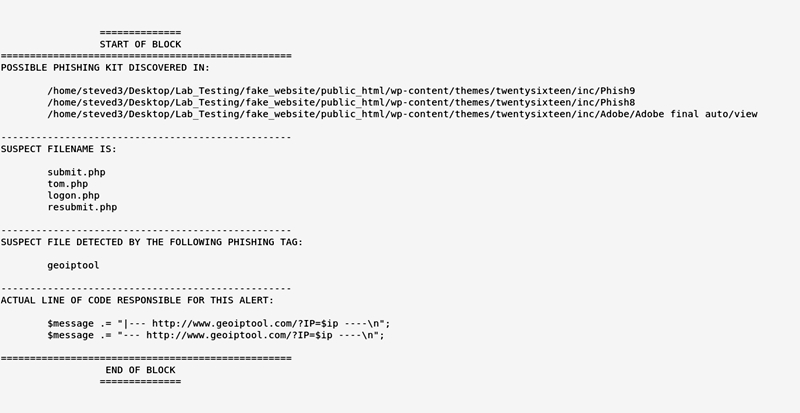 ==============
START OF BLOCK
==================================================
POSSIBLE PHISHING KIT DISCOVERED IN:
/home/steved3/Desktop/Lab_Testing/fake_website/public_html/wp-content/themes/twentysixteen/inc/Phish9
/home/steved3/Desktop/Lab_Testing/fake_website/public_html/wp-content/themes/twentysixteen/inc/Phish8
/home/steved3/Desktop/Lab_Testing/fake_website/public_html/wp-content/themes/twentysixteen/inc/Adobe/Adobe final auto/view
--------------------------------------------------
SUSPECT FILENAME IS:
submit.php
tom.php
logon.php
resubmit.php
--------------------------------------------------
SUSPECT FILE DETECTED BY THE FOLLOWING PHISHING TAG:
geoiptool
--------------------------------------------------
ACTUAL LINE OF CODE RESPONSIBLE FOR THIS ALERT:
$message .= "|--- http://www.geoiptool.com/?IP=$ip ----\n";
$message .= "--- http://www.geoiptool.com/?IP=$ip ----\n";
==================================================
END OF BLOCK
==============